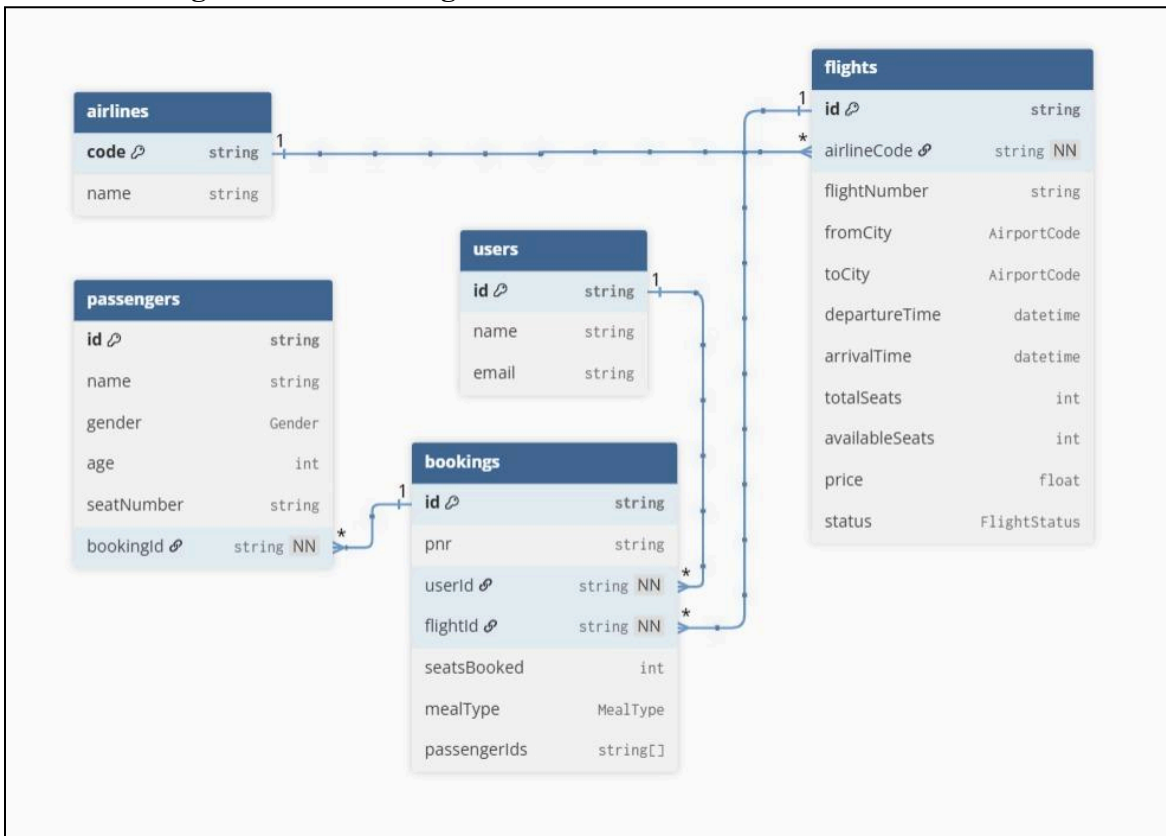 airlines
code string
name string
1
*
flights
1
id string
airlineCode string NN
flightNumber string
fromCity AirportCode
toCity AirportCode
departureTime datetime
arrivalTime datetime
totalSeats int
availableSeats int
price float
status FlightStatus
users
id string
1
name string
email string
passengers
id string
name string
gender Gender
age int
seatNumber string
bookingId string NN
*
bookings
1
id string
pnr string
userId string NN
*
flightId string NN
*
seatsBooked int
mealType MealType
passengerIds string[]